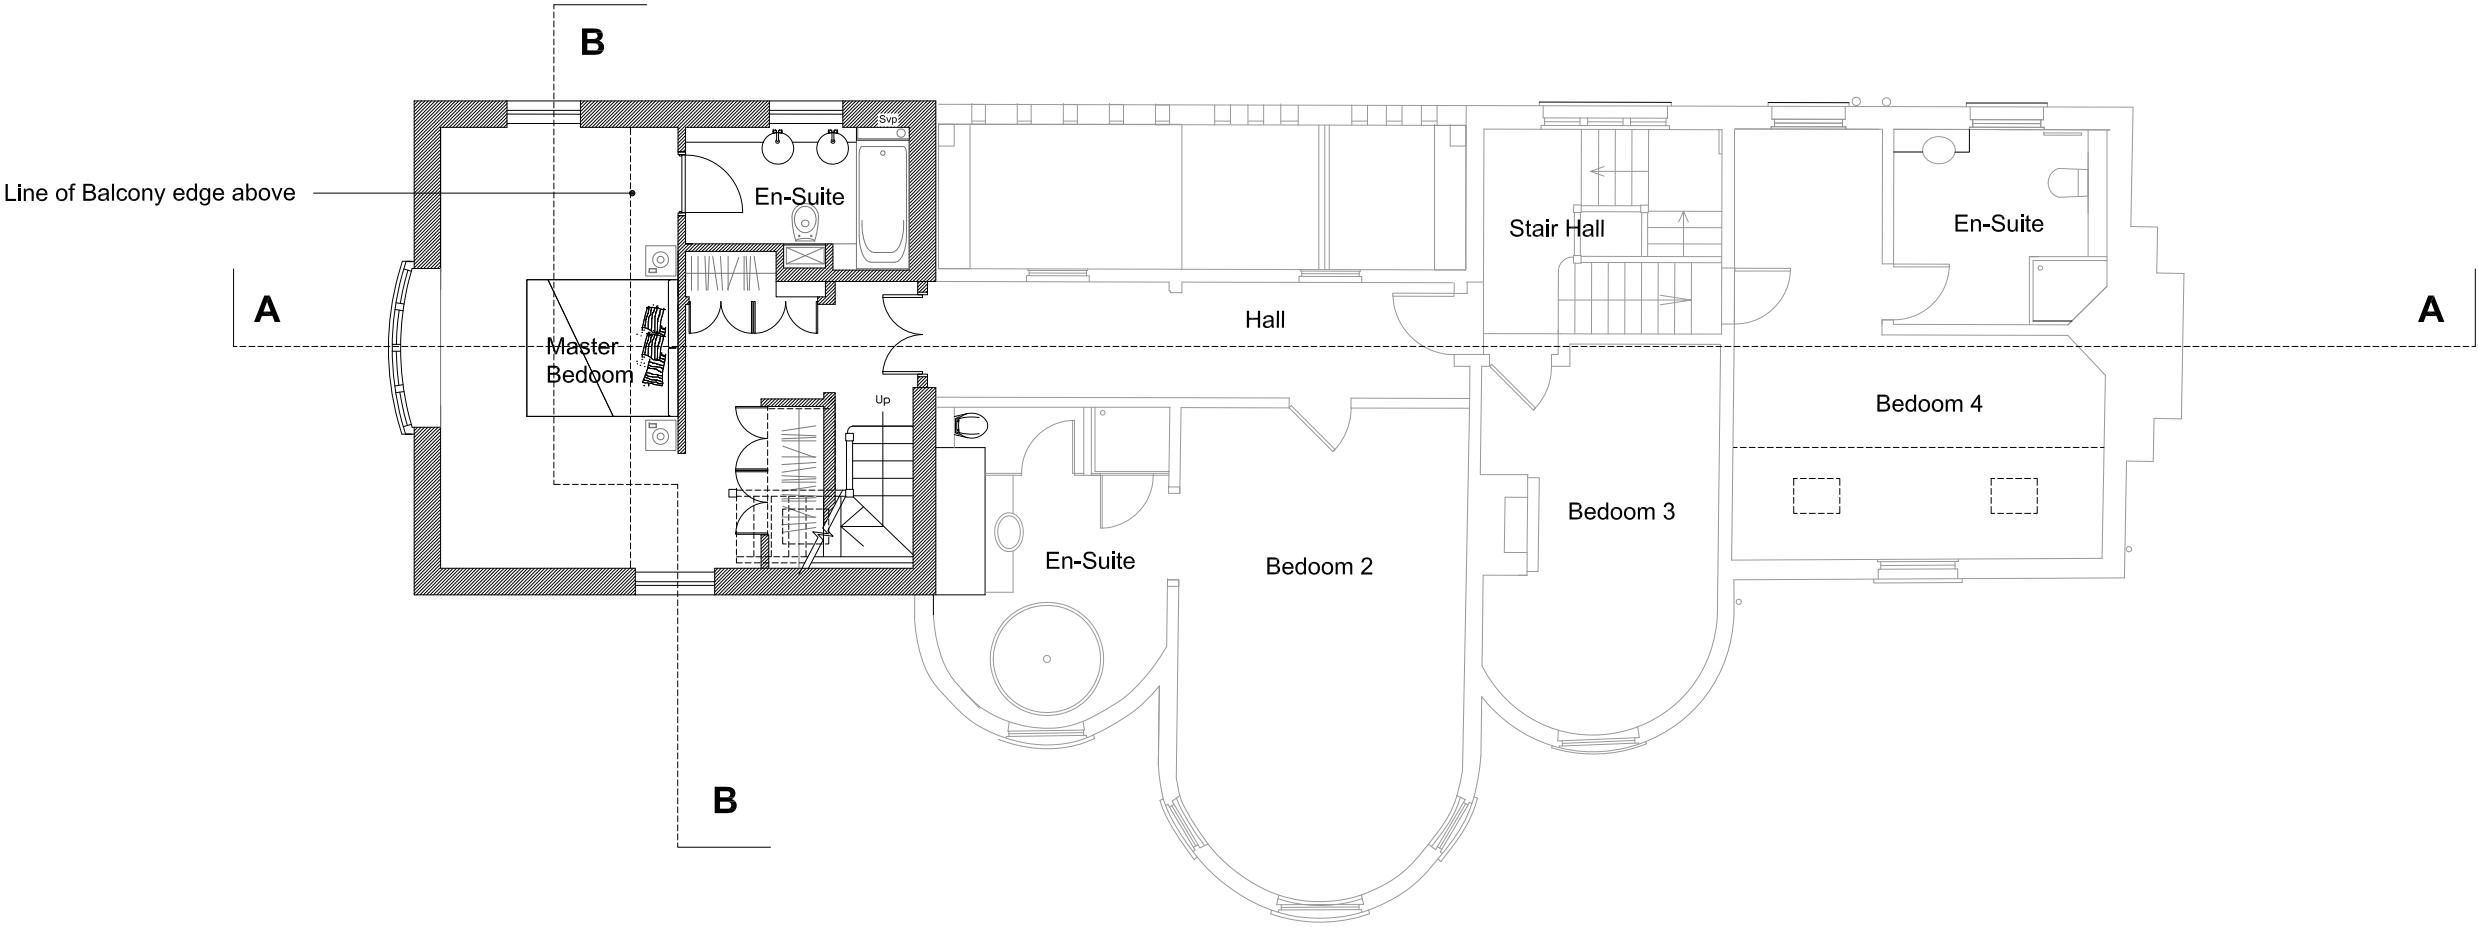 B
Svp
Line of Balcony edge above
En-Suite
Stair Hall
En-Suite
A
Hall
A
Master
Bedoom
Up
Bedoom 4
Bedoom 3
En-Suite
Bedoom 2
B